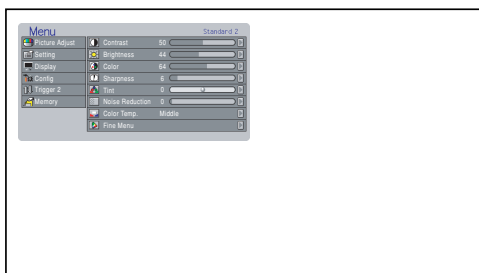 Menu Standard 2
Picture Adjust
Setting
Display
Config
Trigger 2
Memory
Contrast 50
Brightness 44
Color 64
Sharpness 6
Tint 0
Noise Reduction 0
Color Temp. Middle
Fine Menu